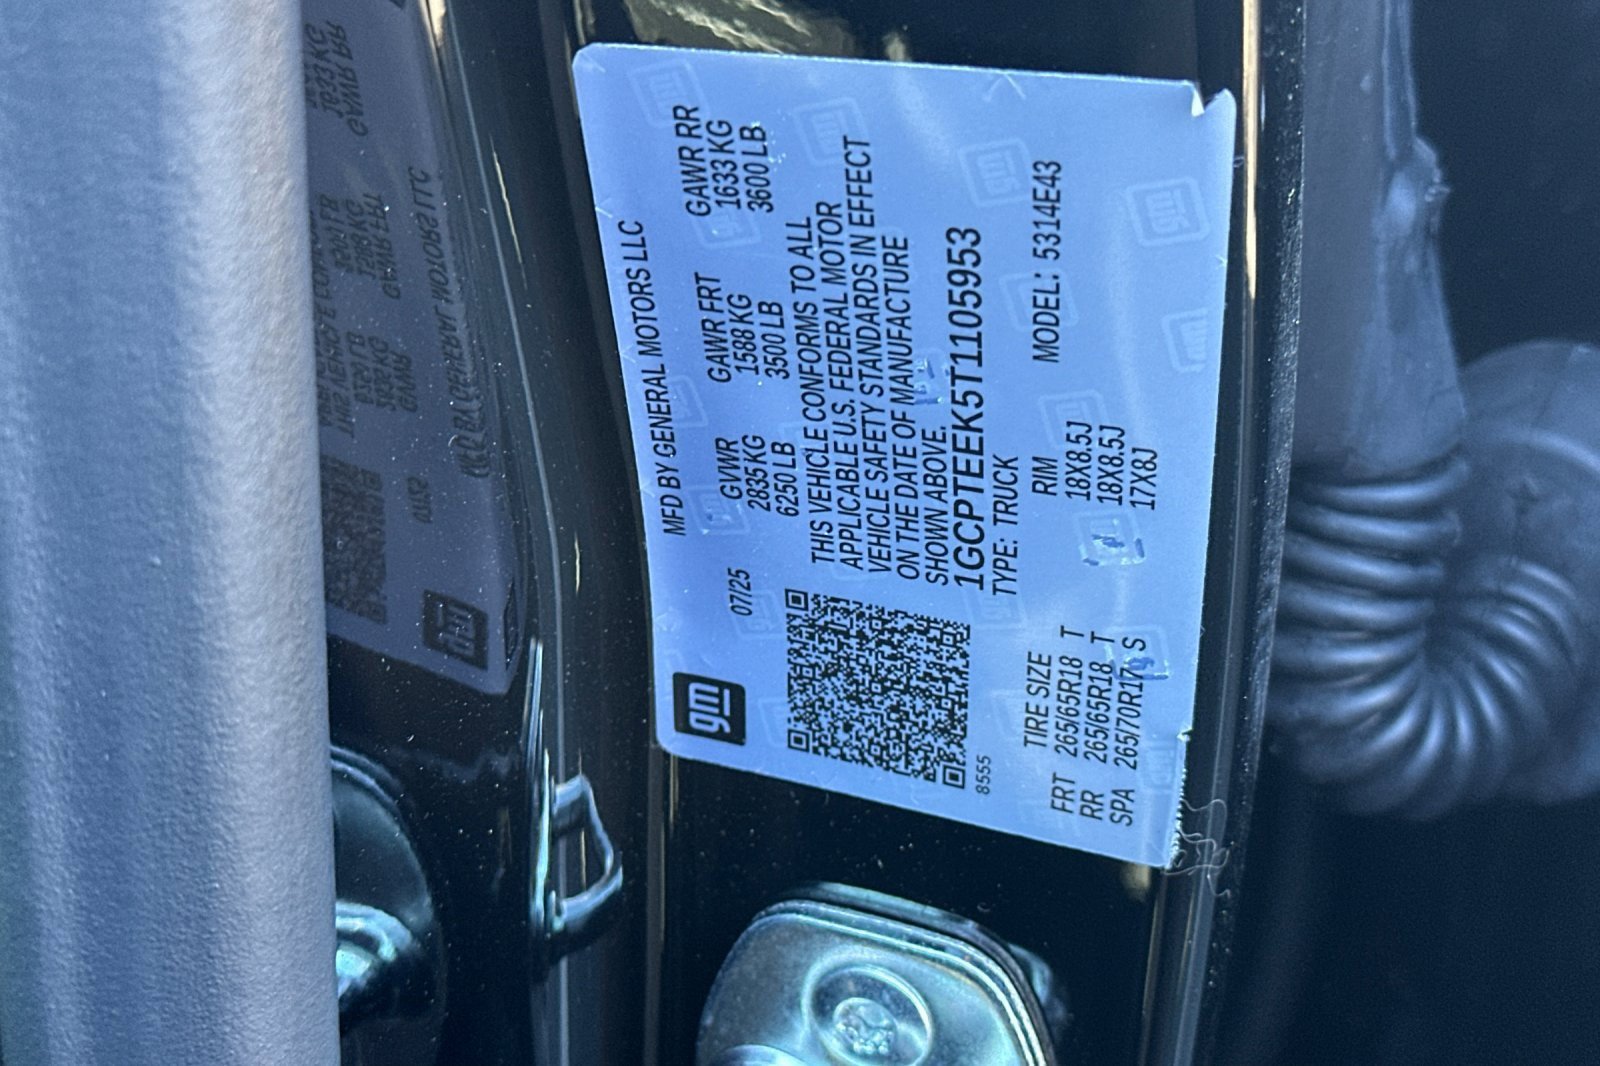 gm
07/25
MFD BY GENERAL MOTORS LLC
GVWR GAWR FRT GAWR RR
2835 KG 1588 KG 1633 KG
6250 LB 3500 LB 3600 LB
THIS VEHICLE CONFORMS TO ALL
APPLICABLE U.S. FEDERAL MOTOR
VEHICLE SAFETY STANDARDS IN EFFECT
ON THE DATE OF MANUFACTURE
SHOWN ABOVE.
1GCPTEEK5T1105953
TYPE: TRUCK
8555
MODEL: 5314E43
TIRE SIZE RIM
FRT 265/65R18 T 18X8.5J
RR 265/65R18 T 18X8.5J
SPA 265/70R17 S 17X8J